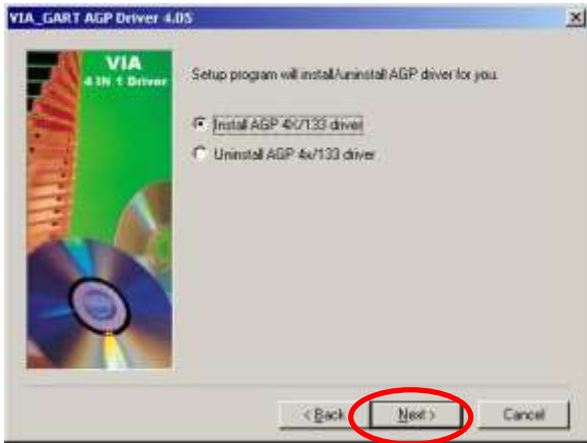 VIA_GART AGP Driver 4.05
VIA
4 IN 1 Driver
Setup program will install/uninstall AGP driver for you.
Install AGP 4X/133 driver
Uninstall AGP 4x/133 driver
< Back
Next >
Cancel